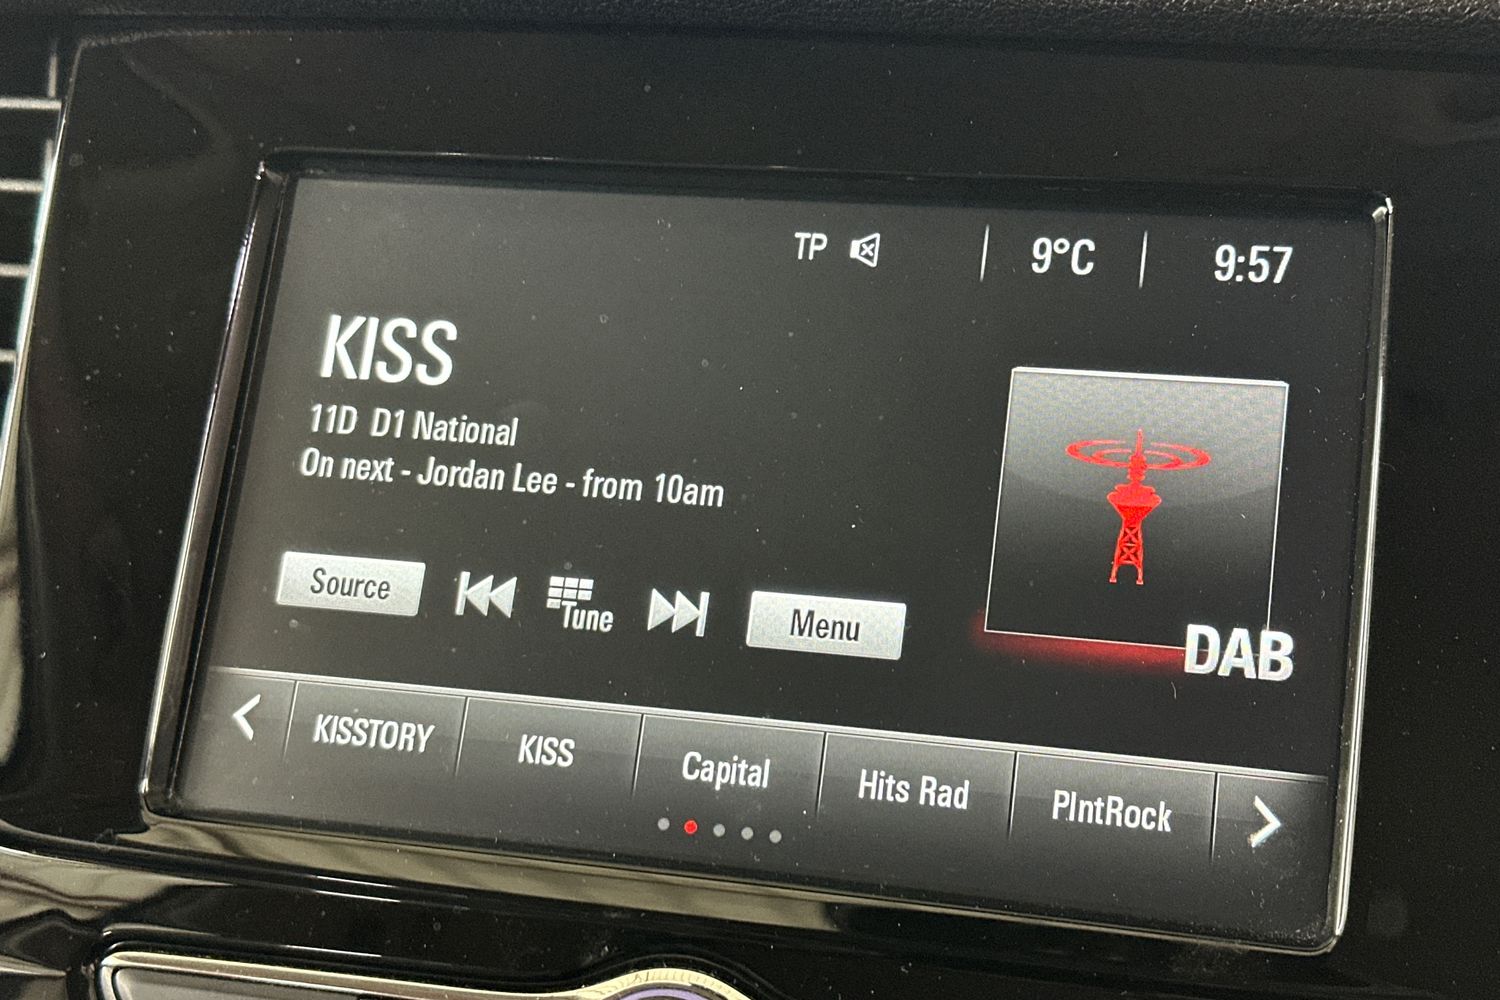 TP 9°C 9:57
KISS
11D D1 National
On next - Jordan Lee - from 10am
Source Tune Menu
DAB
KISSTORY KISS Capital Hits Rad PlntRock